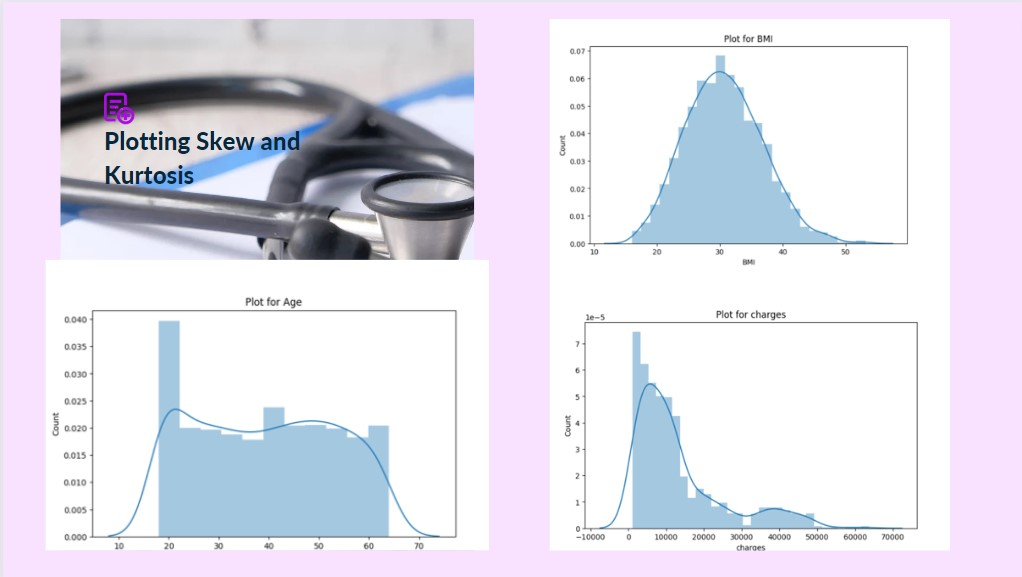 Plotting Skew and
Kurtosis
Plot for BMI
0.07
0.06
0.05
0.04
0.03
0.02
0.01
0.00
Count
10 20 30 40 50
BMI
Plot for Age
0.040
0.035
0.030
0.025
0.020
0.015
0.010
0.005
0.000
Count
10 20 30 40 50 60 70
Plot for charges
1e−5
7
6
5
4
3
2
1
0
Count
−10000 0 10000 20000 30000 40000 50000 60000 70000
charges